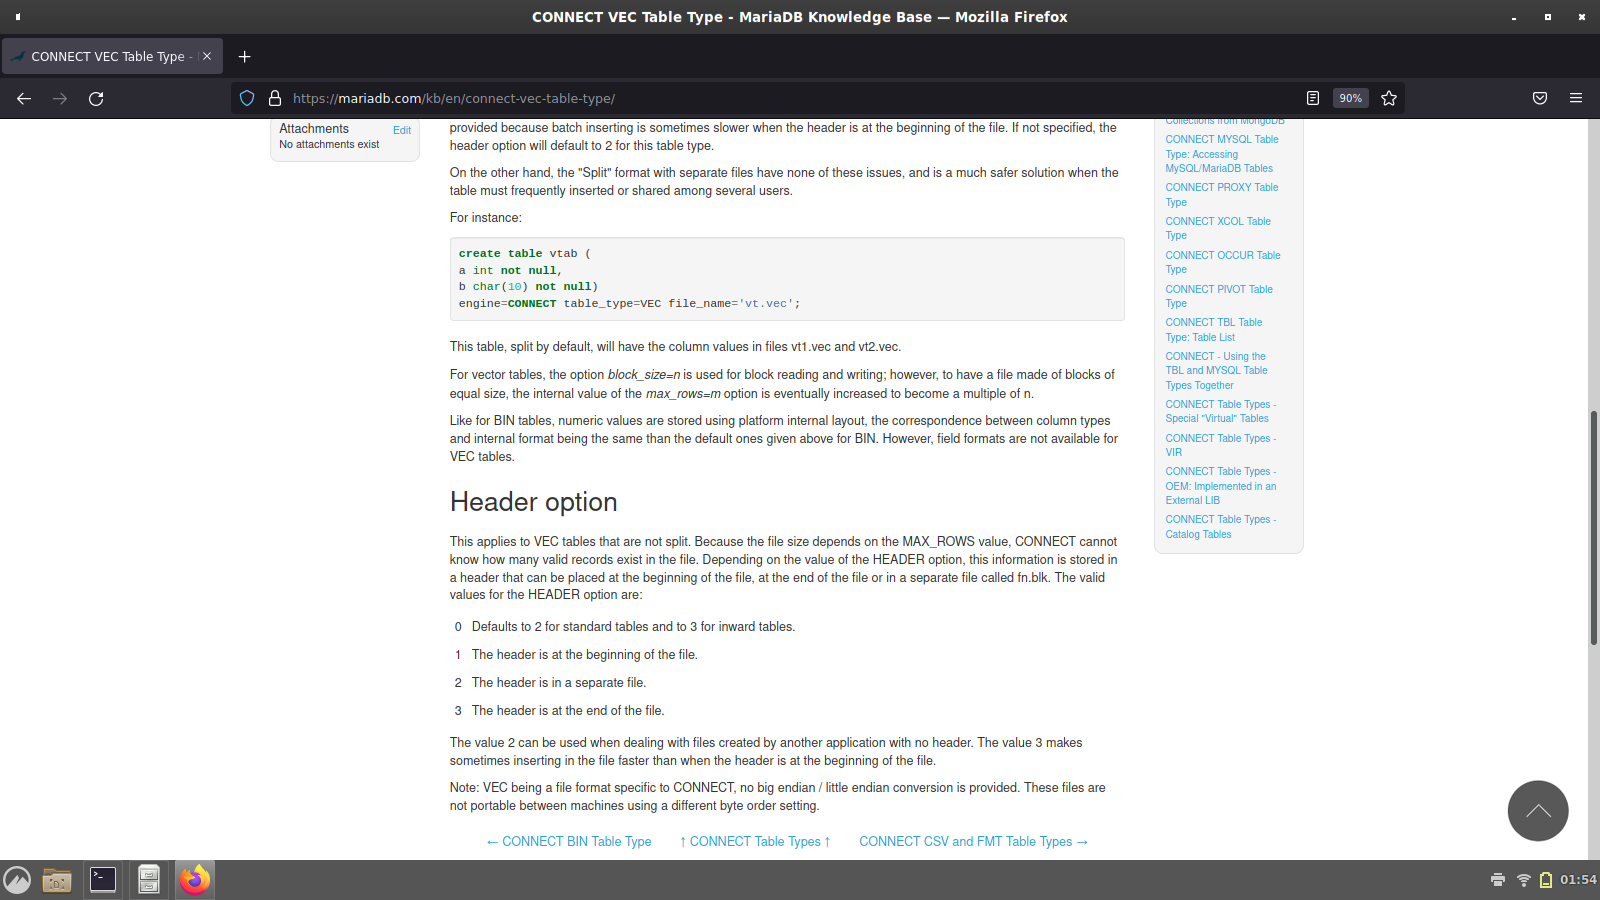 CONNECT VEC Table Type - MariaDB Knowledge Base — Mozilla Firefox
CONNECT VEC Table Type -
https://mariadb.com/kb/en/connect-vec-table-type/
90%
Attachments
Edit
No attachments exist
provided because batch inserting is sometimes slower when the header is at the beginning of the file. If not specified, the
header option will default to 2 for this table type.
On the other hand, the "Split" format with separate files have none of these issues, and is a much safer solution when the
table must frequently inserted or shared among several users.
For instance:
create table vtab (
a int not null,
b char(10) not null)
engine=CONNECT table_type=VEC file_name='vt.vec';
This table, split by default, will have the column values in files vt1.vec and vt2.vec.
For vector tables, the option block_size=n is used for block reading and writing; however, to have a file made of blocks of
equal size, the internal value of the max_rows=m option is eventually increased to become a multiple of n.
Like for BIN tables, numeric values are stored using platform internal layout, the correspondence between column types
and internal format being the same than the default ones given above for BIN. However, field formats are not available for
VEC tables.
Header option
This applies to VEC tables that are not split. Because the file size depends on the MAX_ROWS value, CONNECT cannot
know how many valid records exist in the file. Depending on the value of the HEADER option, this information is stored in
a header that can be placed at the beginning of the file, at the end of the file or in a separate file called fn.blk. The valid
values for the HEADER option are:
0 Defaults to 2 for standard tables and to 3 for inward tables.
1 The header is at the beginning of the file.
2 The header is in a separate file.
3 The header is at the end of the file.
The value 2 can be used when dealing with files created by another application with no header. The value 3 makes
sometimes inserting in the file faster than when the header is at the beginning of the file.
Note: VEC being a file format specific to CONNECT, no big endian / little endian conversion is provided. These files are
not portable between machines using a different byte order setting.
← CONNECT BIN Table Type ↑ CONNECT Table Types ↑ CONNECT CSV and FMT Table Types →
Collections from MongoDB
CONNECT MYSQL Table
Type: Accessing
MySQL/MariaDB Tables
CONNECT PROXY Table
Type
CONNECT XCOL Table
Type
CONNECT OCCUR Table
Type
CONNECT PIVOT Table
Type
CONNECT TBL Table
Type: Table List
CONNECT - Using the
TBL and MYSQL Table
Types Together
CONNECT Table Types -
Special "Virtual" Tables
CONNECT Table Types -
VIR
CONNECT Table Types -
OEM: Implemented in an
External LIB
CONNECT Table Types -
Catalog Tables
01:54